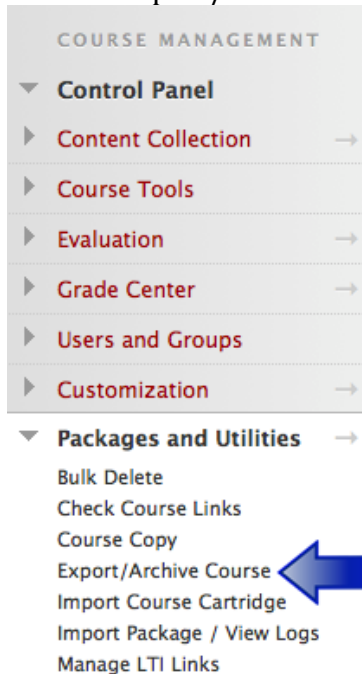 COURSE MANAGEMENT
Control Panel
Content Collection
Course Tools
Evaluation
Grade Center
Users and Groups
Customization
Packages and Utilities
Bulk Delete
Check Course Links
Course Copy
Export/Archive Course
Import Course Cartridge
Import Package / View Logs
Manage LTI Links